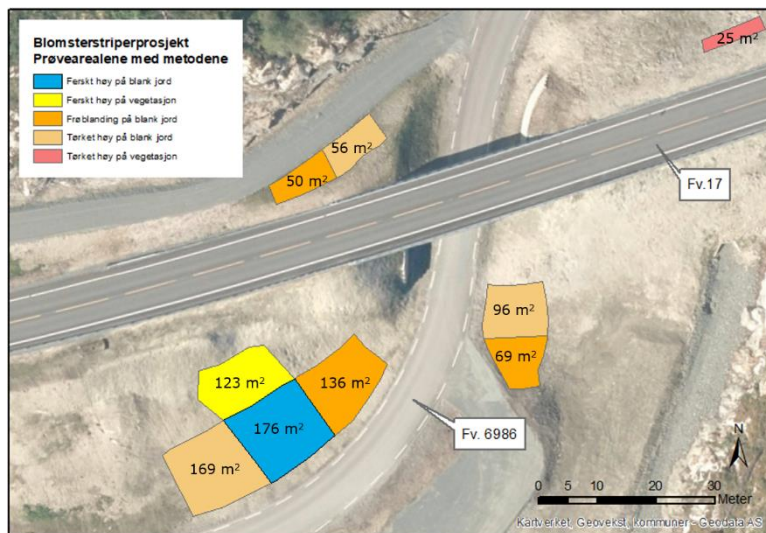 Blomsterstriperprosjekt
Prøvearealene med metodene
Ferskt høy på blank jord
Ferskt høy på vegetasjon
Frøblanding på blank jord
Tørket høy på blank jord
Tørket høy på vegetasjon
25 m²
56 m²
50 m²
Fv.17
96 m²
69 m²
123 m²
136 m²
176 m²
169 m²
Fv. 6986
N
0 5 10 20 30
Meter
Kartverket, Geovekst, kommuner - Geodata AS